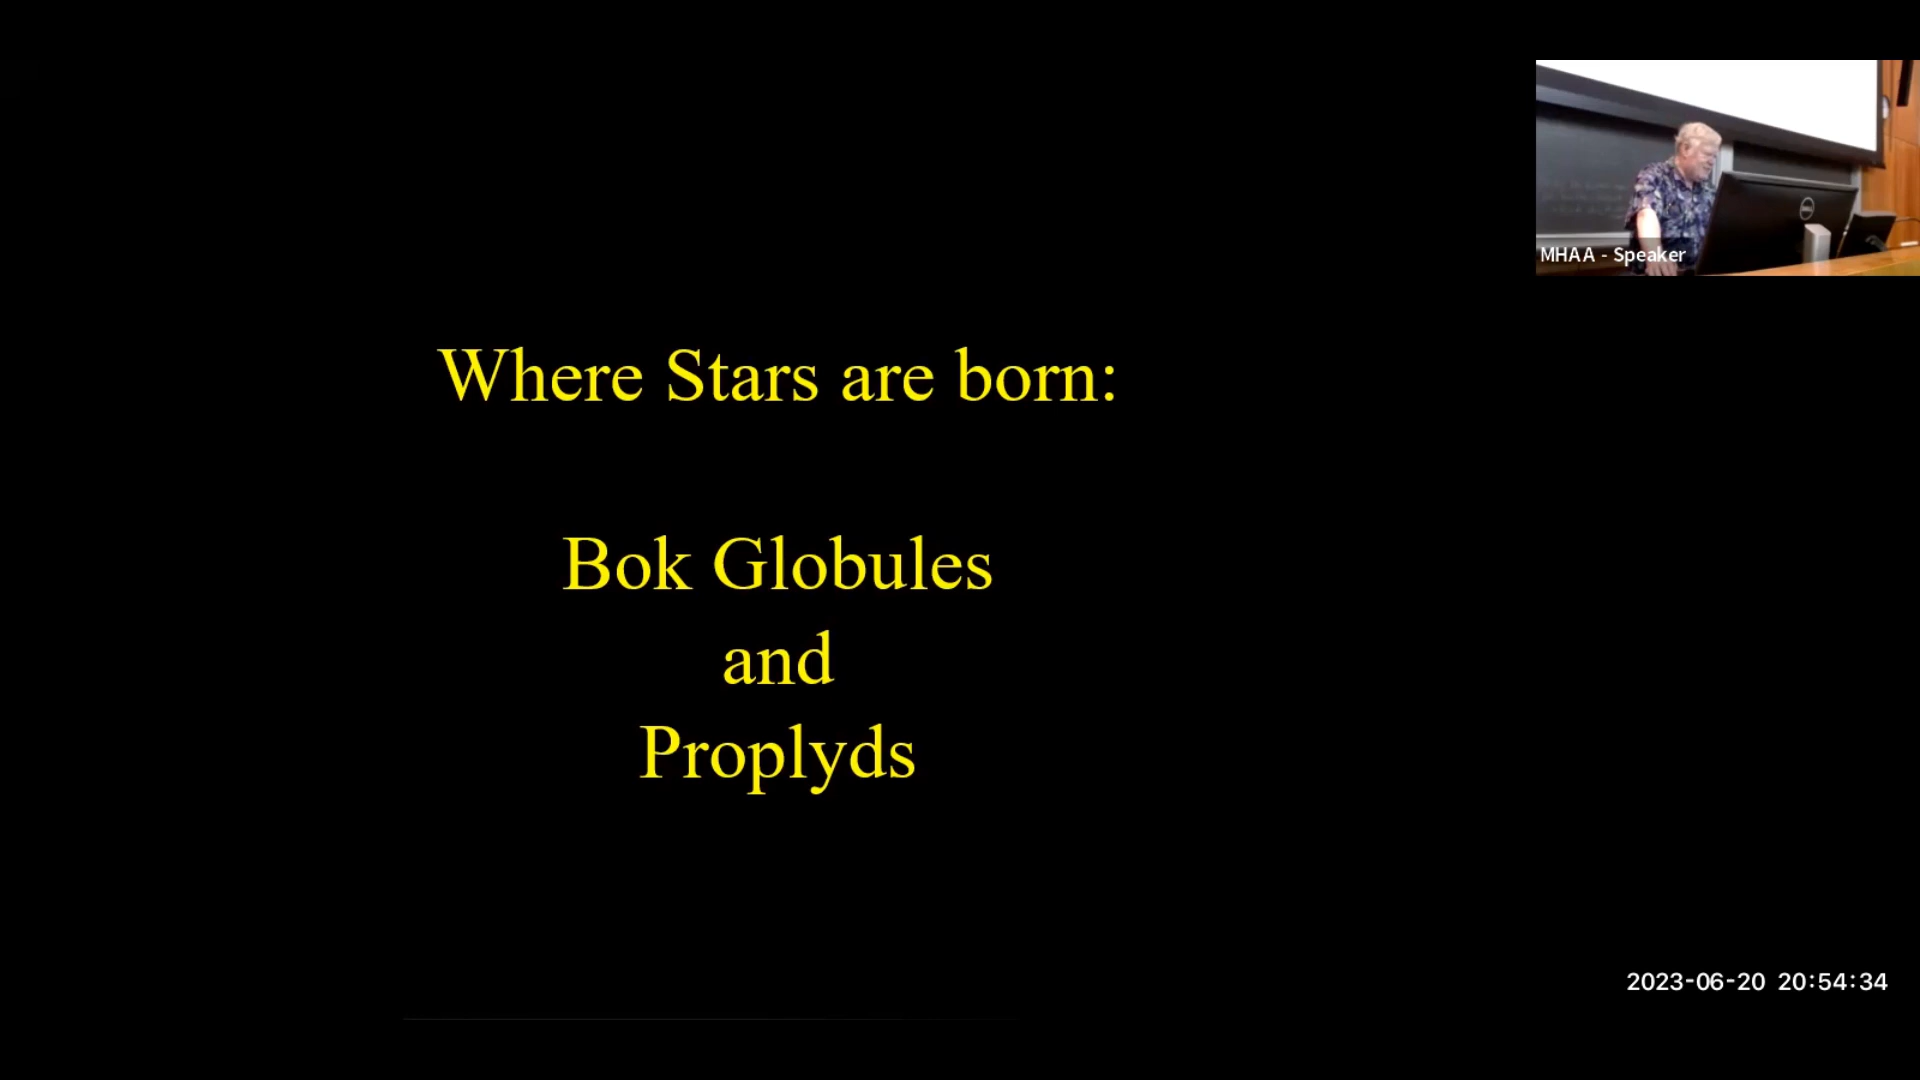 MHAA - Speaker
Where Stars are born:
Bok Globules
and
Proplyds
2023-06-20 20:54:34